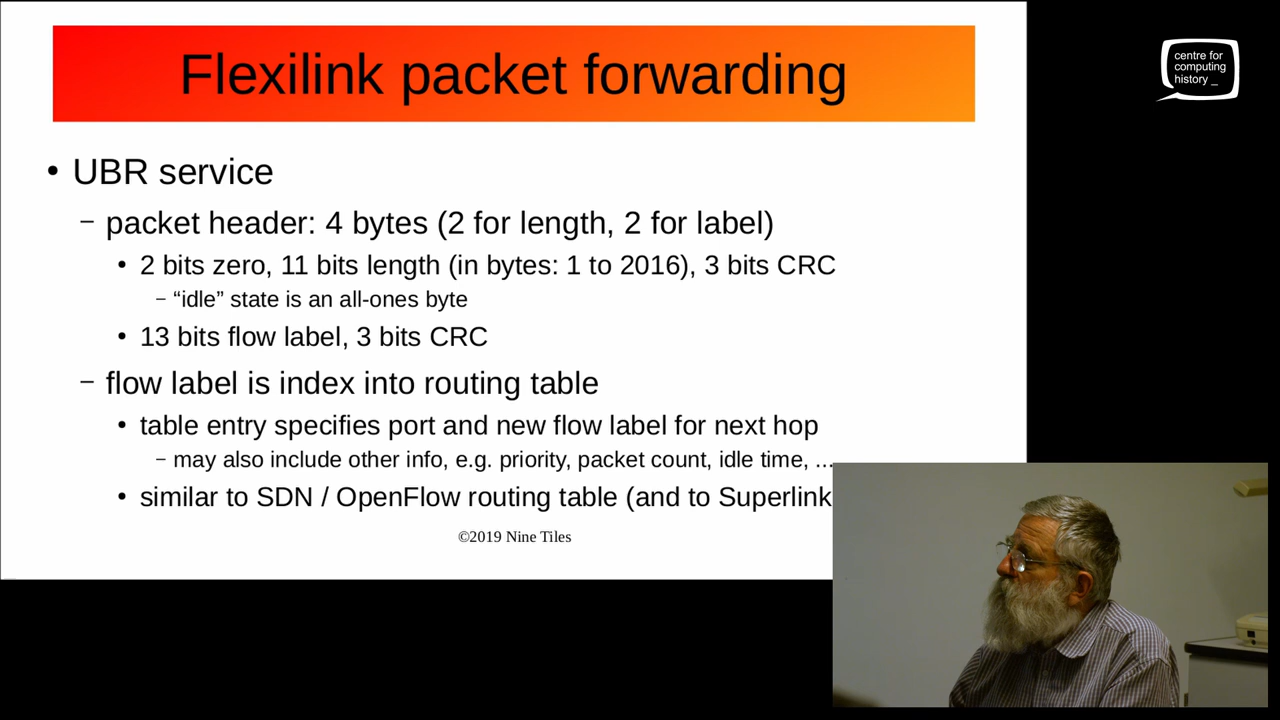 Flexilink packet forwarding
centre for
computing
history _
• UBR service
– packet header: 4 bytes (2 for length, 2 for label)
• 2 bits zero, 11 bits length (in bytes: 1 to 2016), 3 bits CRC
– “idle” state is an all-ones byte
• 13 bits flow label, 3 bits CRC
– flow label is index into routing table
• table entry specifies port and new flow label for next hop
– may also include other info, e.g. priority, packet count, idle time, ...
• similar to SDN / OpenFlow routing table (and to Superlink
©2019 Nine Tiles